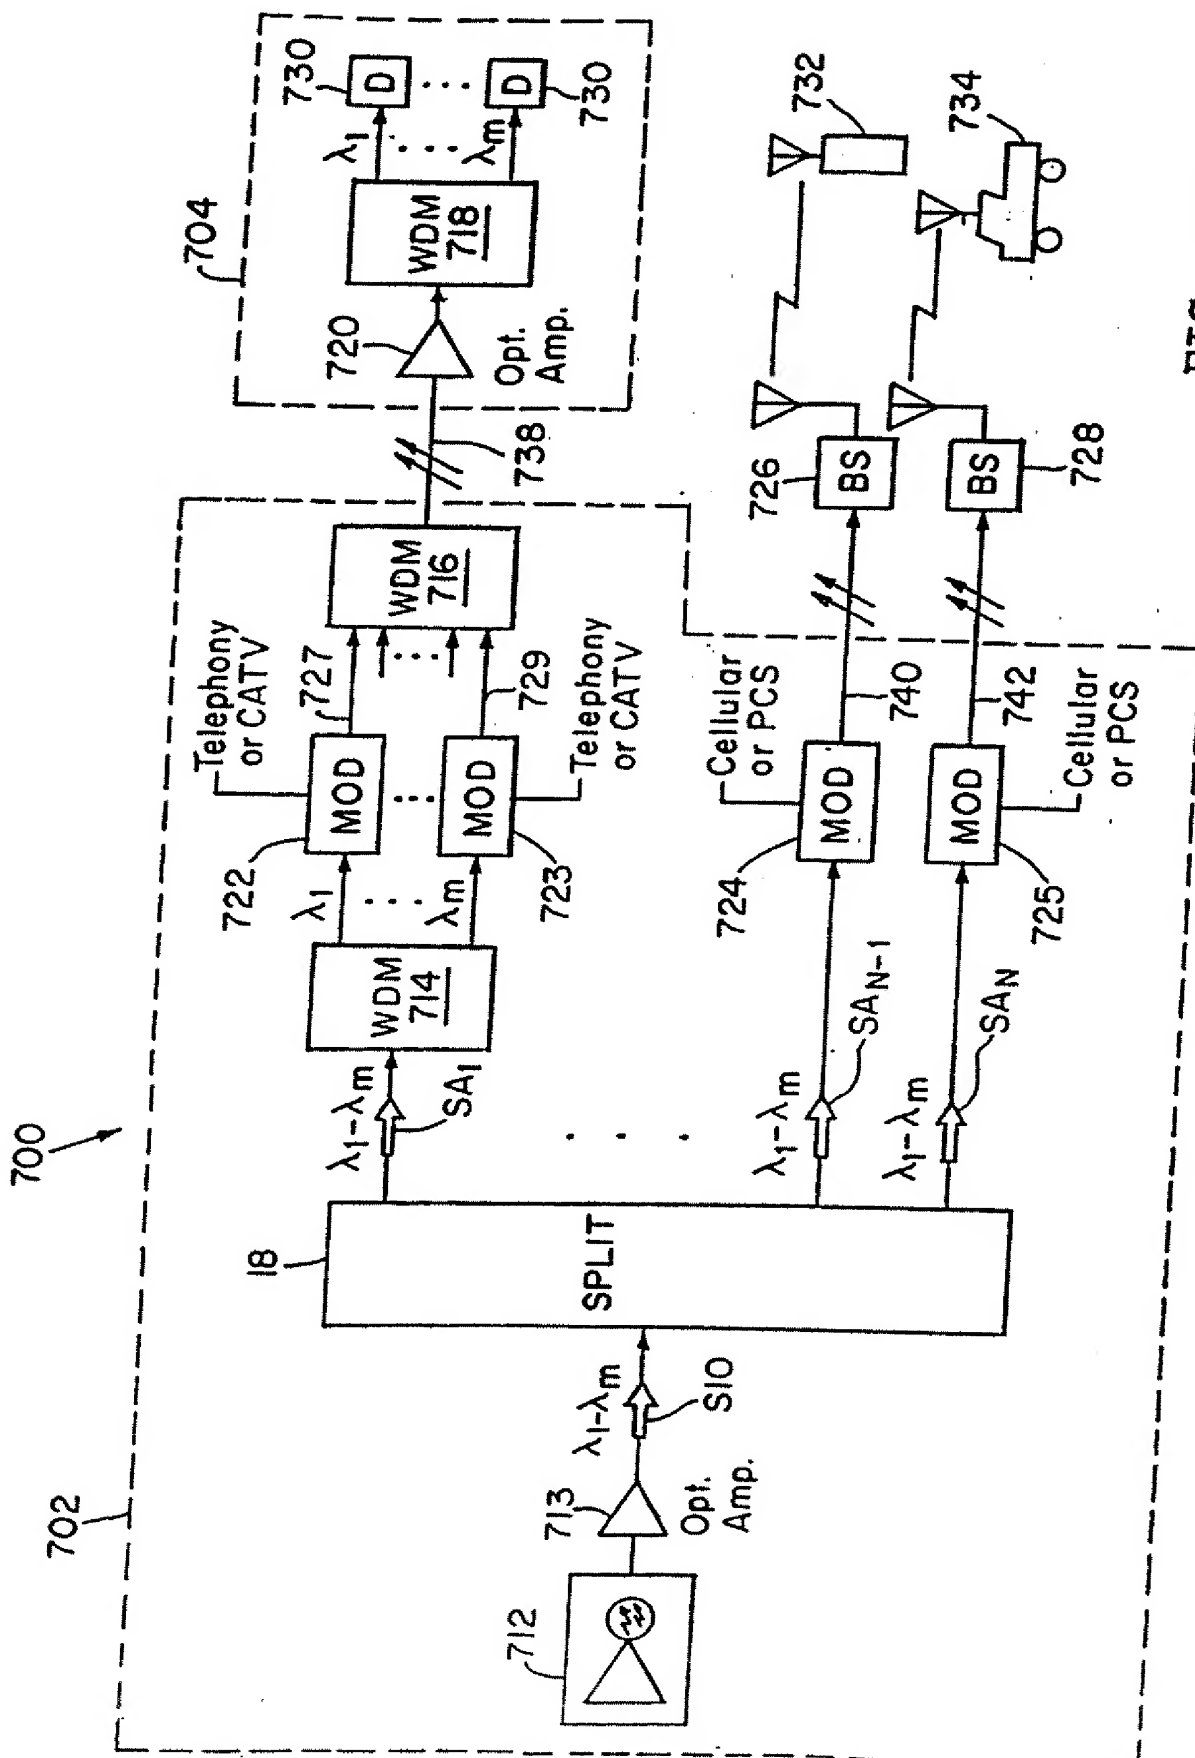 700
702
712
713
Opt.
Amp.
λ1-λm
S10
18
SPLIT
λ1-λm
SA1
WDM
714
λ1
λm
722
MOD
Telephony
or CATV
727
723
MOD
729
Telephony
or CATV
WDM
716
738
704
720
Opt.
Amp.
WDM
718
λ1
λm
730
D
D
730
λ1-λm
SAN-1
724
MOD
Cellular
or PCS
740
726
BS
732
λ1-λm
SAN
725
MOD
742
Cellular
or PCS
BS
728
734